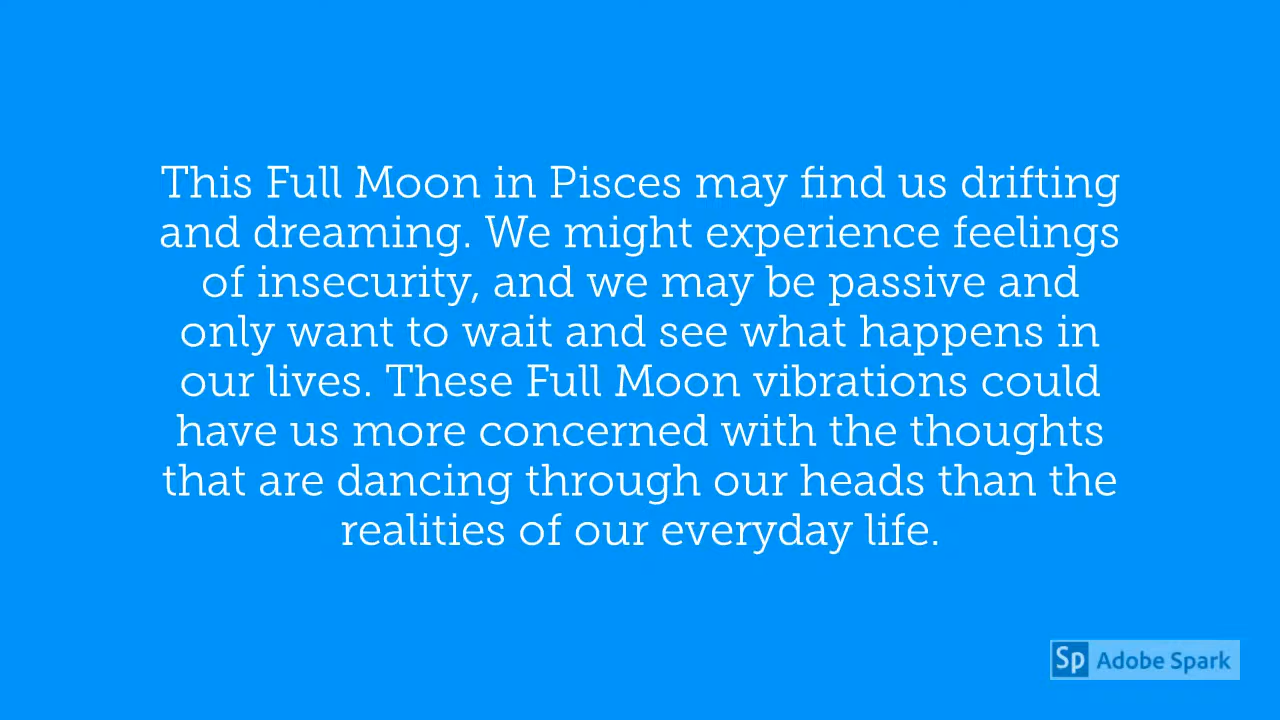 This Full Moon in Pisces may find us drifting
and dreaming. We might experience feelings
of insecurity, and we may be passive and
only want to wait and see what happens in
our lives. These Full Moon vibrations could
have us more concerned with the thoughts
that are dancing through our heads than the
realities of our everyday life.
Sp Adobe Spark